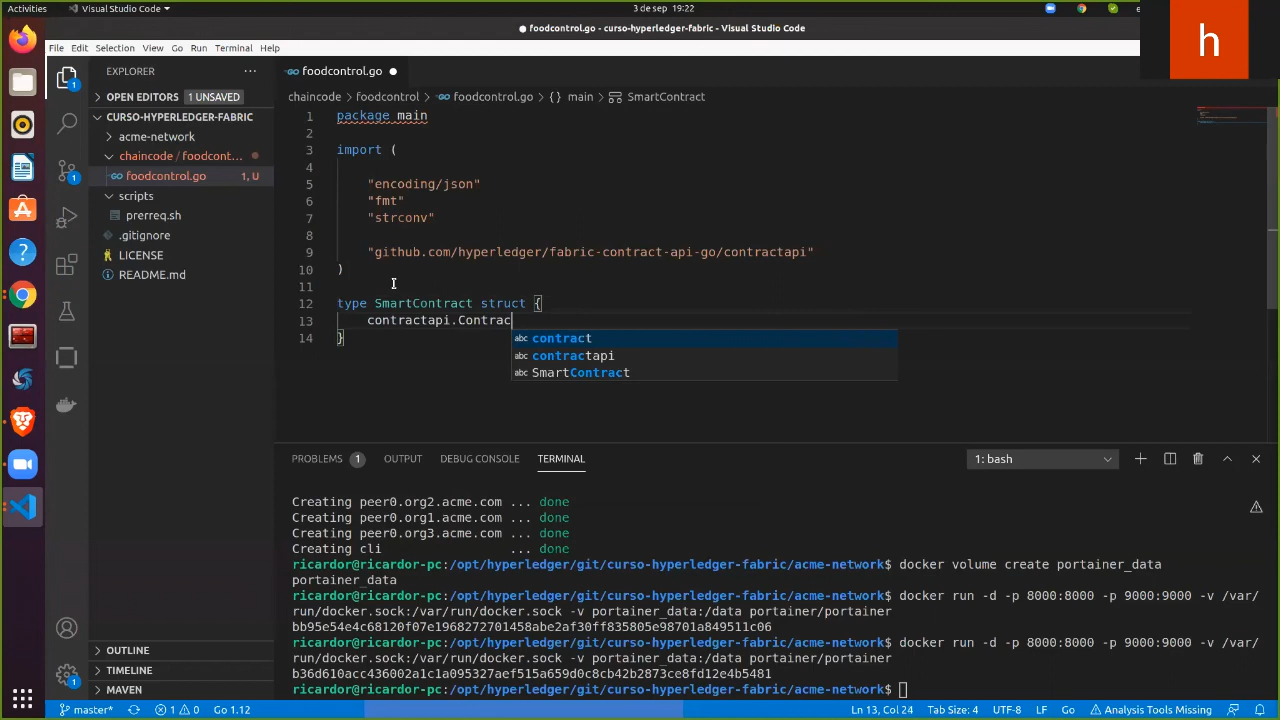 Activities
Visual Studio Code
3 de sep 19:22
foodcontrol.go - curso-hyperledger-fabric - Visual Studio Code
h
File Edit Selection View Go Run Terminal Help
EXPLORER
OPEN EDITORS 1 UNSAVED
CURSO-HYPERLEDGER-FABRIC
acme-network
chaincode / foodcont...
foodcontrol.go 1, U
scripts
prerreq.sh
.gitignore
LICENSE
README.md
OUTLINE
TIMELINE
MAVEN
1
1
1
foodcontrol.go
chaincode > foodcontrol > foodcontrol.go > {} main > SmartContract
1 package main
2
3 import (
4
5 "encoding/json"
6 "fmt"
7 "strconv"
8
9 "github.com/hyperledger/fabric-contract-api-go/contractapi"
10 )
11
12 type SmartContract struct {
13 contractapi.Contrac
14 }
abc contract
abc contractapi
abc SmartContract
PROBLEMS 1 OUTPUT DEBUG CONSOLE TERMINAL 1: bash
Creating peer0.org2.acme.com ... done
Creating peer0.org1.acme.com ... done
Creating peer0.org3.acme.com ... done
Creating cli ... done
ricardor@ricardor-pc:/opt/hyperledger/git/curso-hyperledger-fabric/acme-network$ docker volume create portainer_data
portainer_data
ricardor@ricardor-pc:/opt/hyperledger/git/curso-hyperledger-fabric/acme-network$ docker run -d -p 8000:8000 -p 9000:9000 -v /var/
run/docker.sock:/var/run/docker.sock -v portainer_data:/data portainer/portainer
bb95e54e4c68120f07e1968272701458abe2af30ff835805e98701a849511c06
ricardor@ricardor-pc:/opt/hyperledger/git/curso-hyperledger-fabric/acme-network$ docker run -d -p 8000:8000 -p 9000:9000 -v /var/
run/docker.sock:/var/run/docker.sock -v portainer_data:/data portainer/portainer
b36d610acc436002a1c1a095327aef515a659d0c8cb42b2873ce8fd12e4b5481
ricardor@ricardor-pc:/opt/hyperledger/git/curso-hyperledger-fabric/acme-network$
master* 1 0 Go 1.12 Ln 13, Col 24 Tab Size: 4 UTF-8 LF Go Analysis Tools Missing